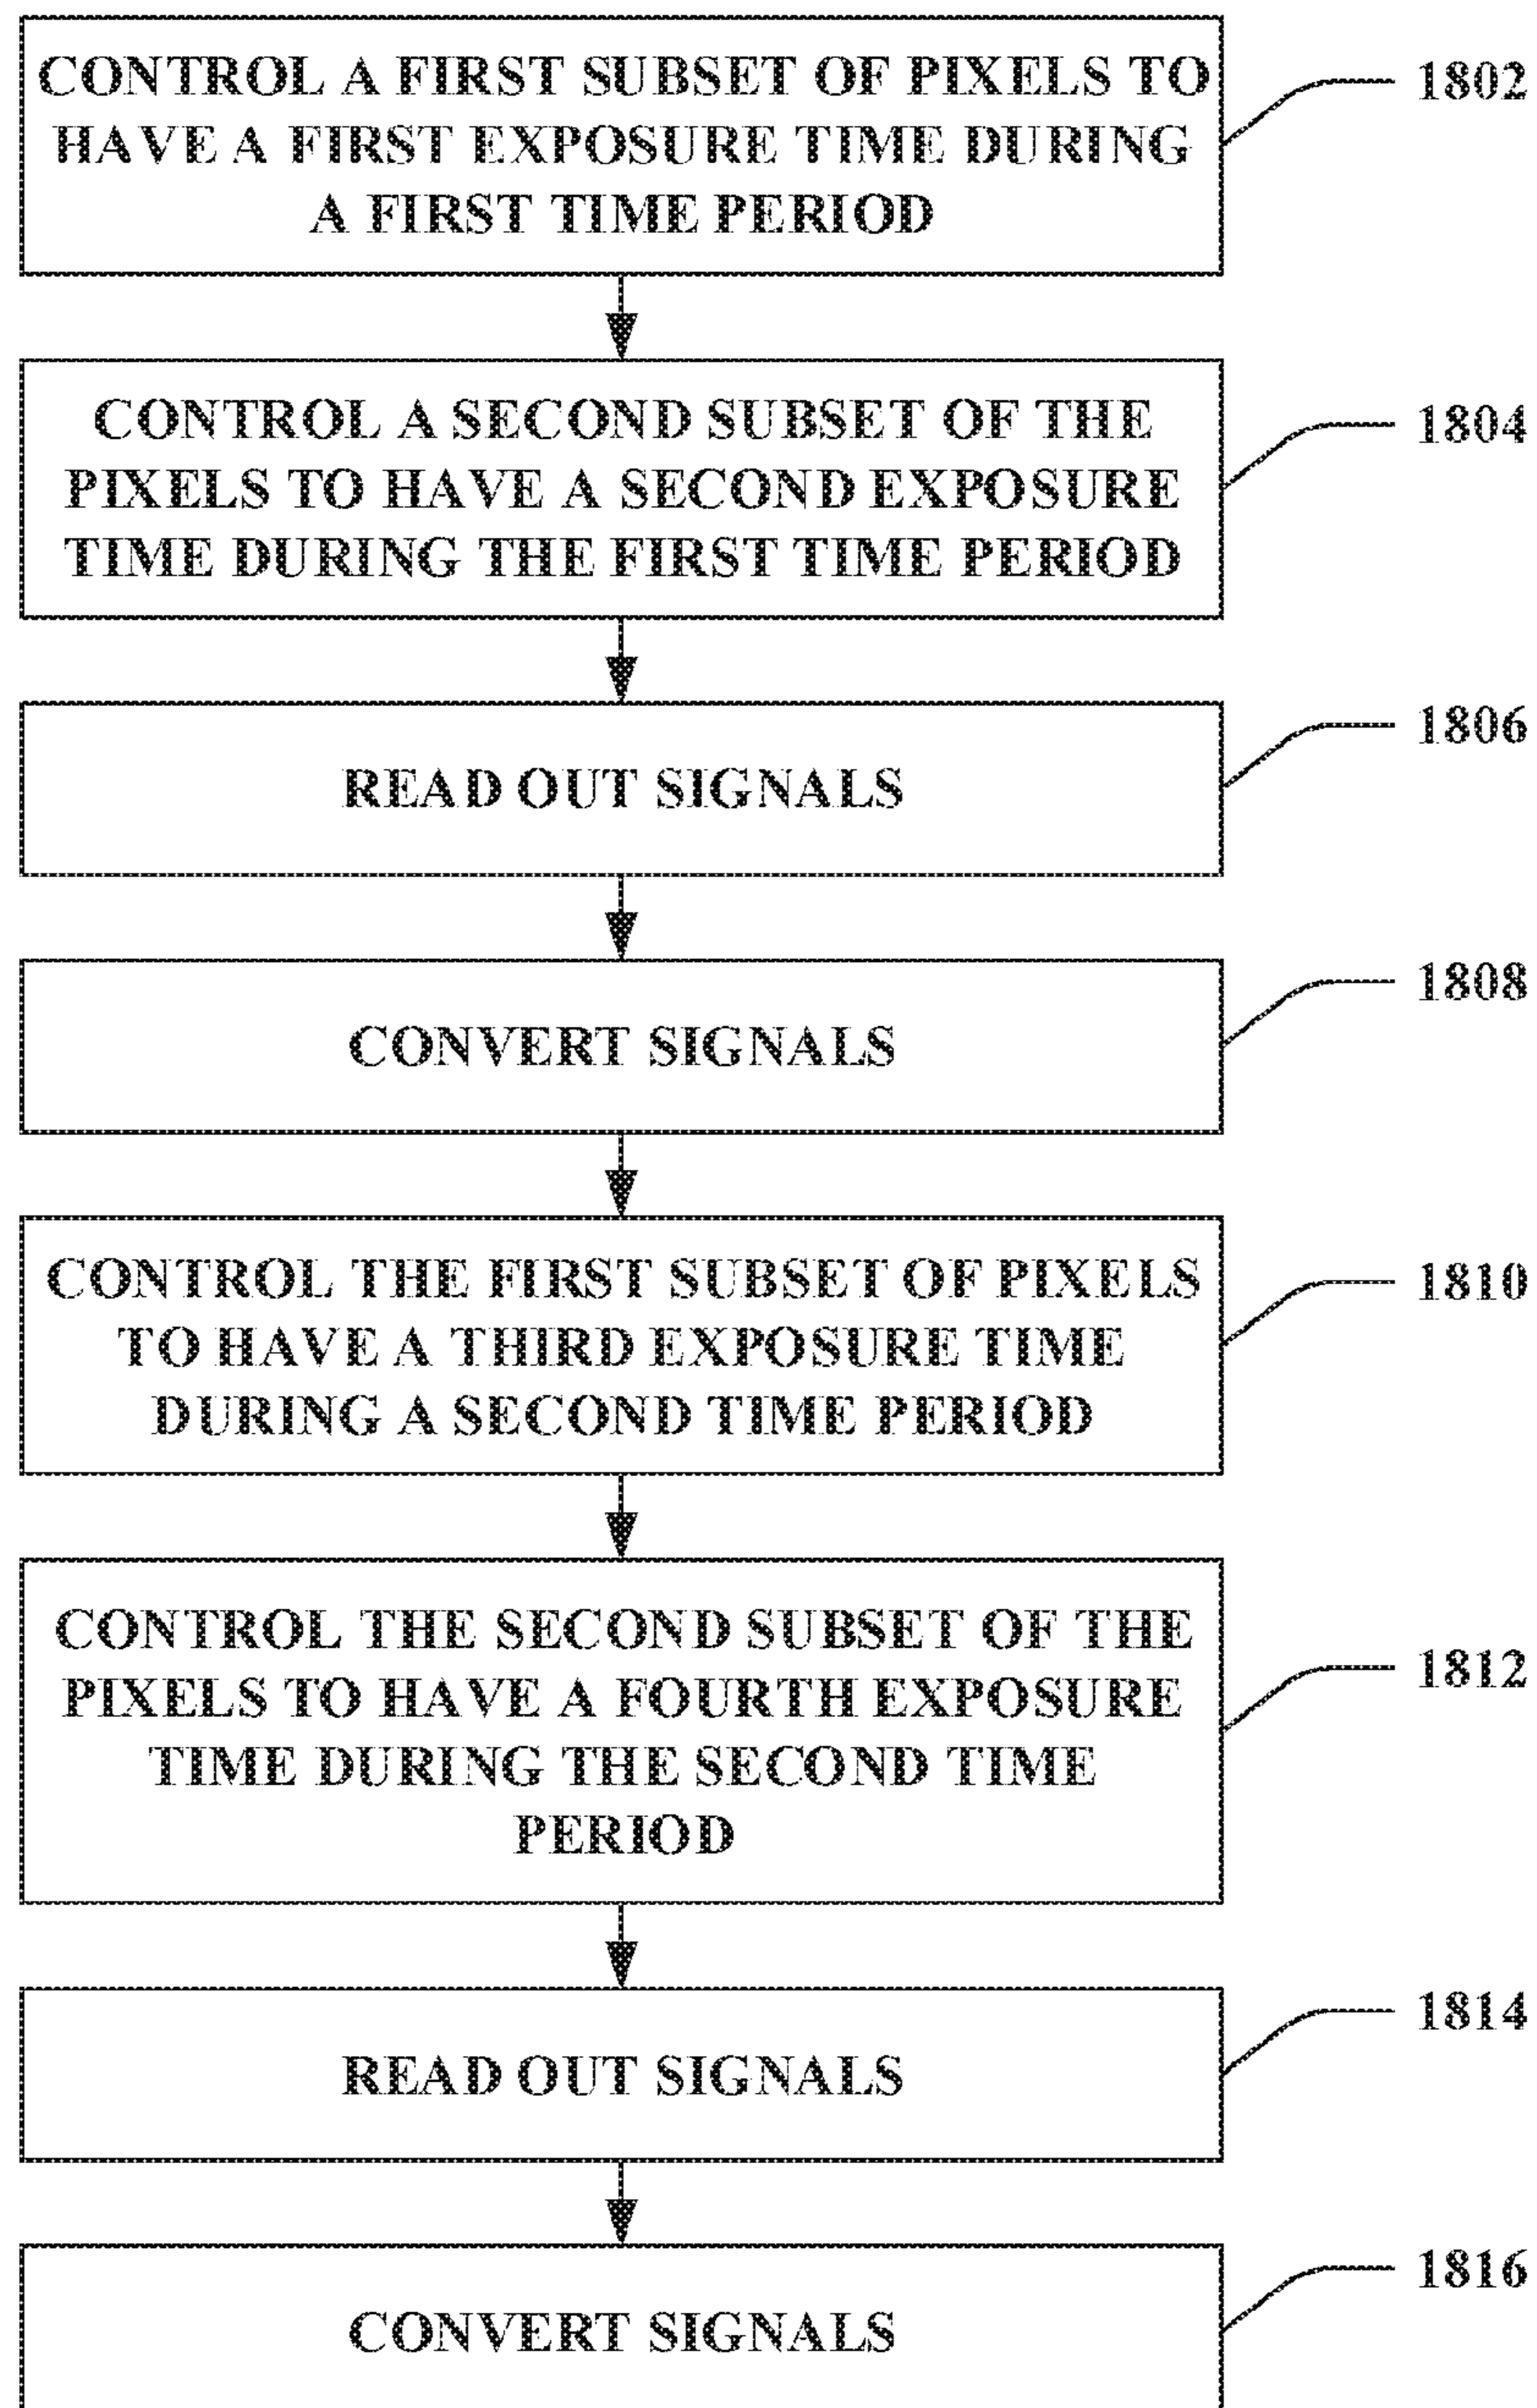 CONTROL A FIRST SUBSET OF PIXELS TO
HAVE A FIRST EXPOSURE TIME DURING
A FIRST TIME PERIOD
1802
CONTROL A SECOND SUBSET OF THE
PIXELS TO HAVE A SECOND EXPOSURE
TIME DURING THE FIRST TIME PERIOD
1804
READ OUT SIGNALS
1806
CONVERT SIGNALS
1808
CONTROL THE FIRST SUBSET OF PIXELS
TO HAVE A THIRD EXPOSURE TIME
DURING A SECOND TIME PERIOD
1810
CONTROL THE SECOND SUBSET OF THE
PIXELS TO HAVE A FOURTH EXPOSURE
TIME DURING THE SECOND TIME
PERIOD
1812
READ OUT SIGNALS
1814
CONVERT SIGNALS
1816